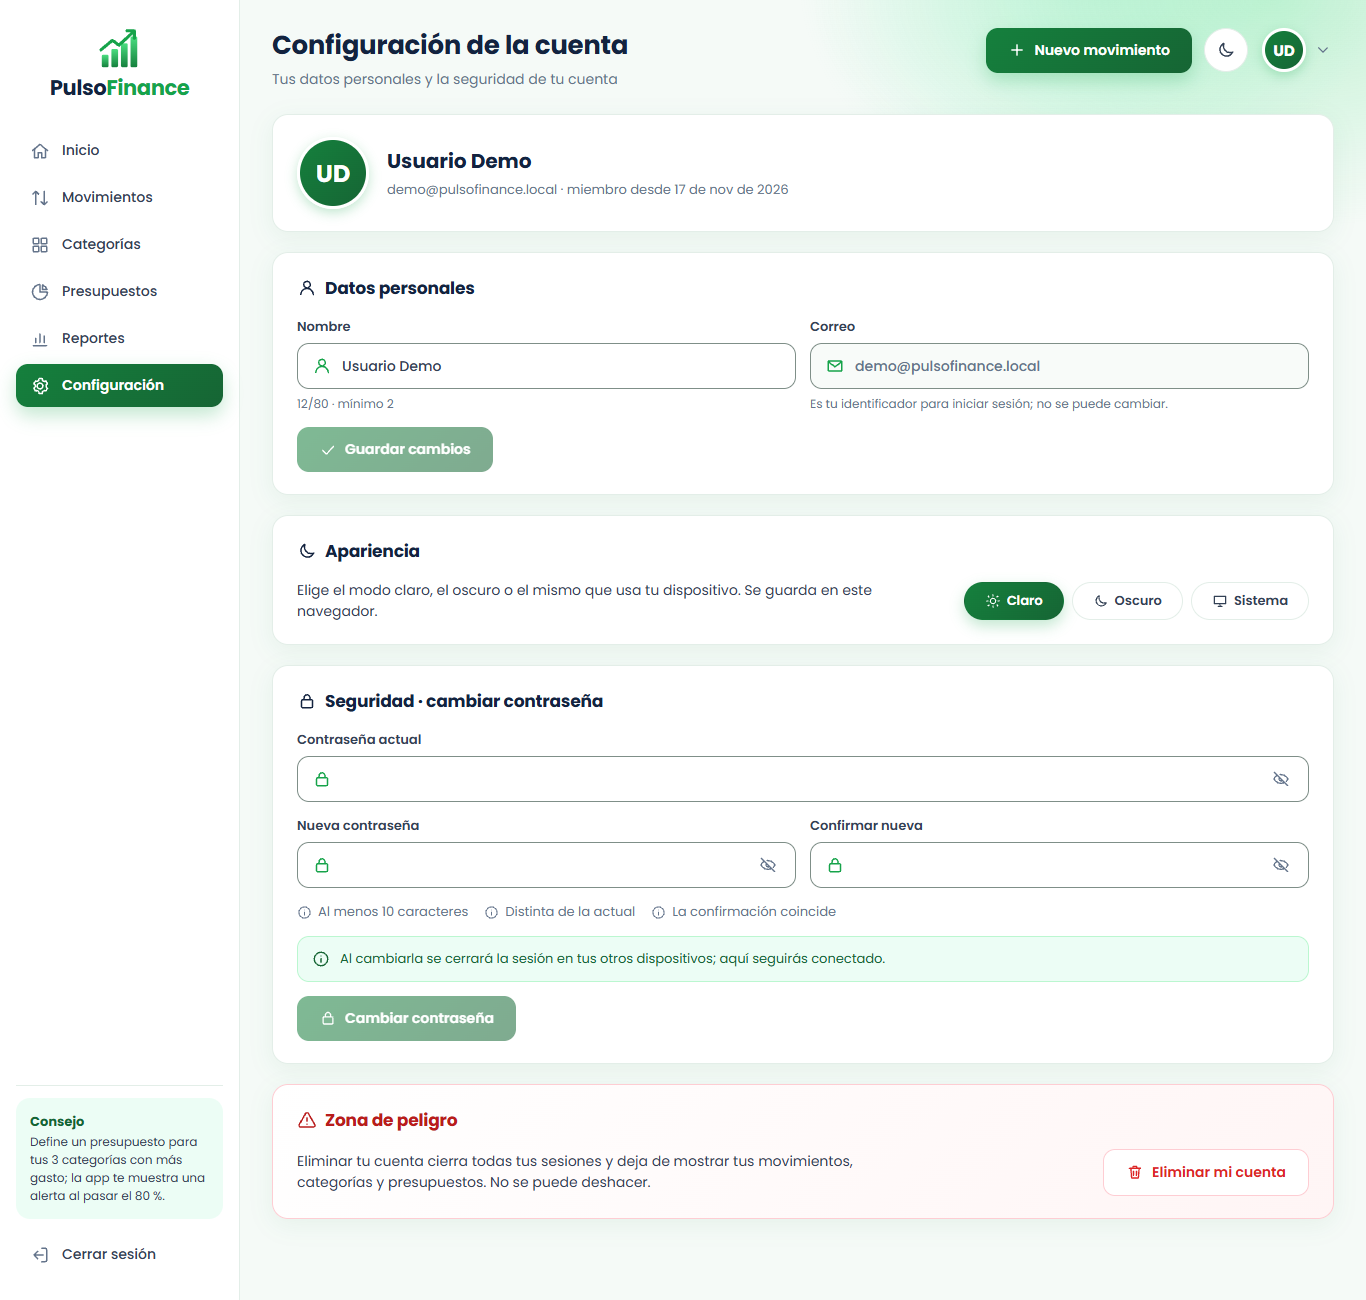 PulsoFinance
Inicio
Movimientos
Categorías
Presupuestos
Reportes
Configuración
Consejo
Define un presupuesto para
tus 3 categorías con más
gasto; la app te muestra una
alerta al pasar el 80 %.
Cerrar sesión
Configuración de la cuenta
Tus datos personales y la seguridad de tu cuenta
Nuevo movimiento
UD
UD
Usuario Demo
demo@pulsofinance.local · miembro desde 17 de nov de 2026
Datos personales
Nombre
Usuario Demo
12/80 · mínimo 2
Correo
demo@pulsofinance.local
Es tu identificador para iniciar sesión; no se puede cambiar.
Guardar cambios
Apariencia
Elige el modo claro, el oscuro o el mismo que usa tu dispositivo. Se guarda en este
navegador.
Claro
Oscuro
Sistema
Seguridad · cambiar contraseña
Contraseña actual
Nueva contraseña
Confirmar nueva
Al menos 10 caracteres
Distinta de la actual
La confirmación coincide
Al cambiarla se cerrará la sesión en tus otros dispositivos; aquí seguirás conectado.
Cambiar contraseña
Zona de peligro
Eliminar tu cuenta cierra todas tus sesiones y deja de mostrar tus movimientos,
categorías y presupuestos. No se puede deshacer.
Eliminar mi cuenta